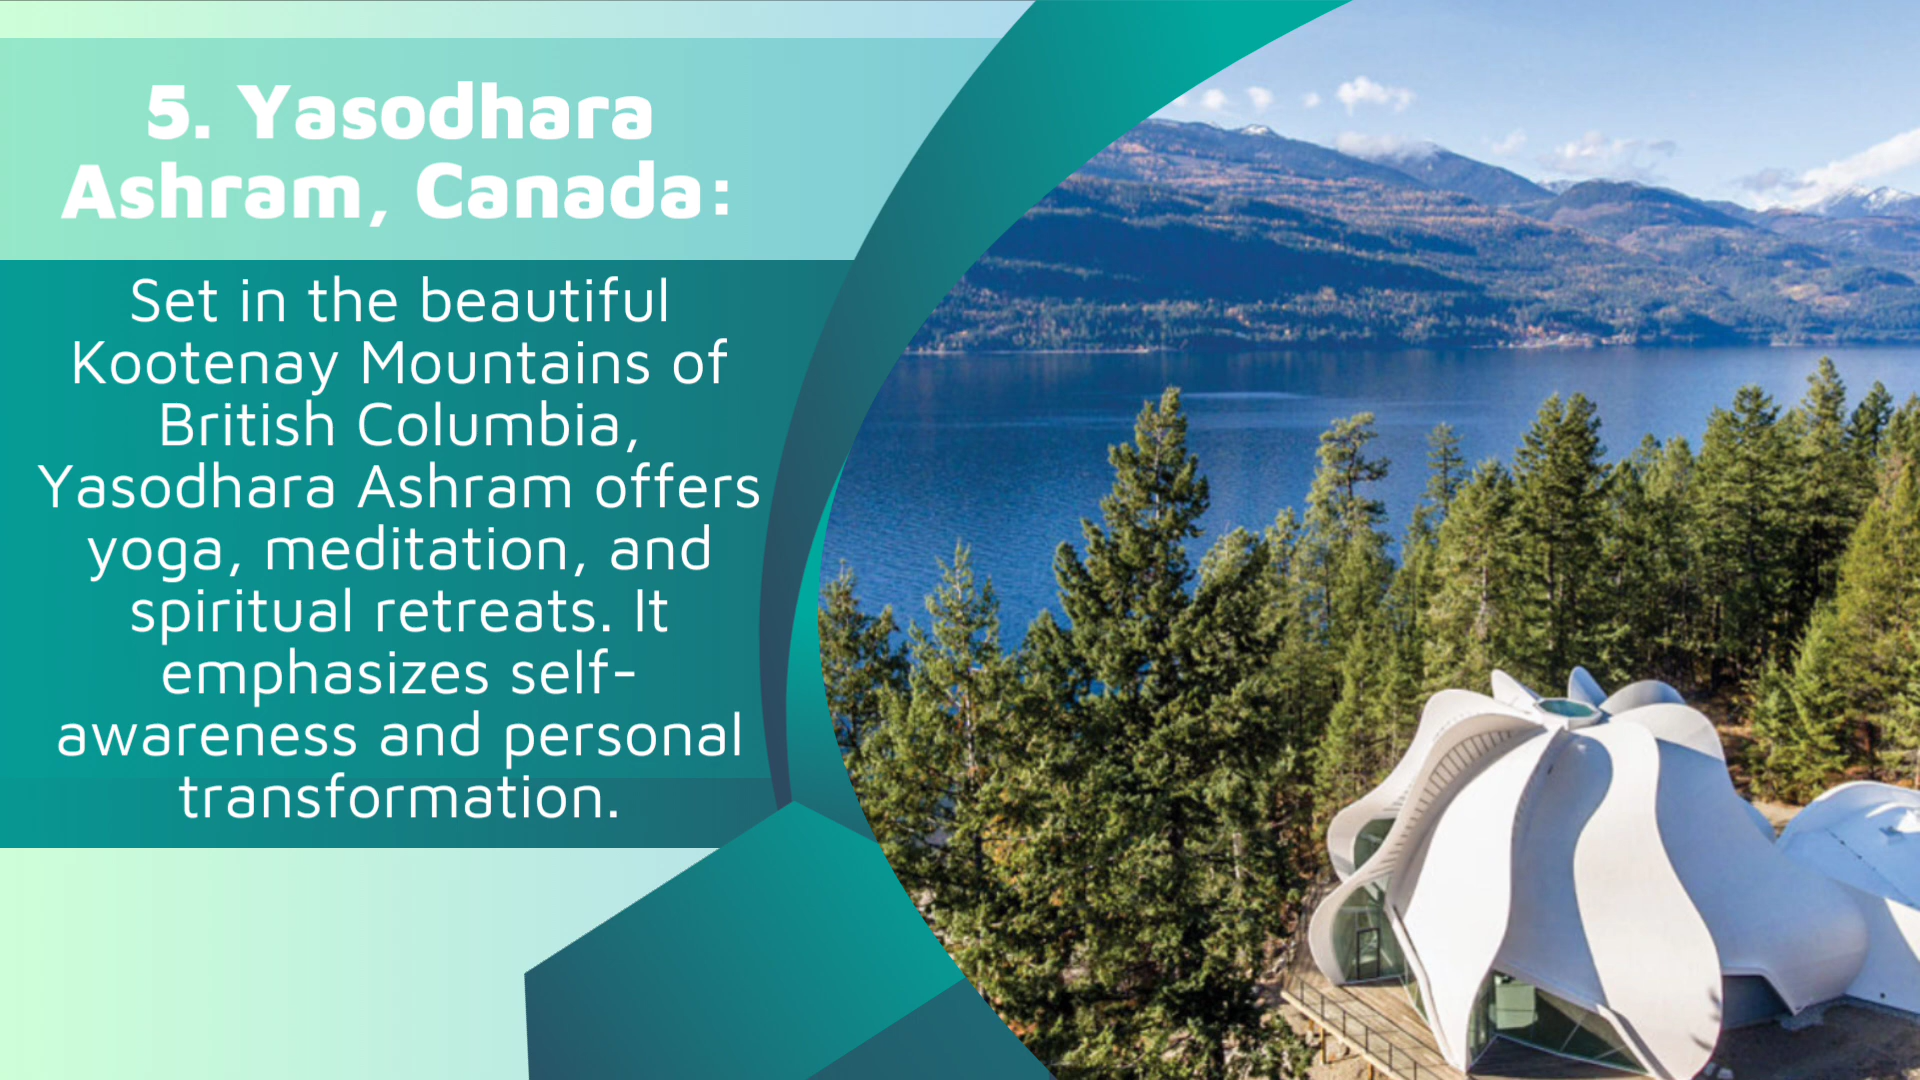 5. Yasodhara
Ashram, Canada:
Set in the beautiful
Kootenay Mountains of
British Columbia,
Yasodhara Ashram offers
yoga, meditation, and
spiritual retreats. It
emphasizes self-
awareness and personal
transformation.